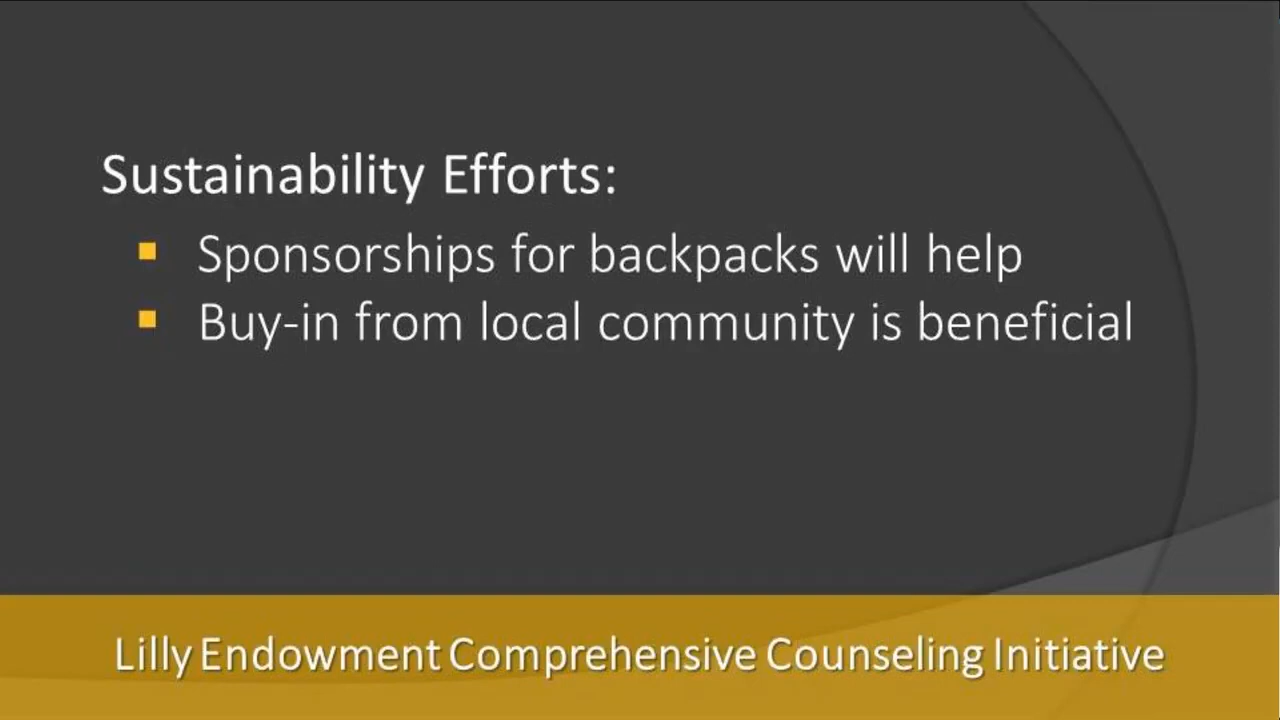 Sustainability Efforts:
▪ Sponsorships for backpacks will help
▪ Buy-in from local community is beneficial
Lilly Endowment Comprehensive Counseling Initiative